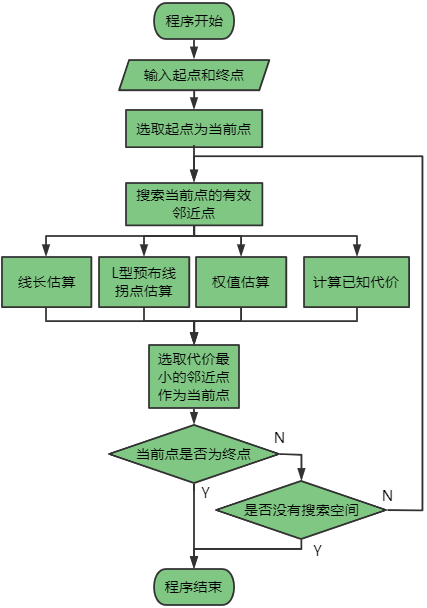 程序开始
输入起点和终点
选取起点为当前点
搜索当前点的有效
邻近点
线长估算
L型预布线
拐点估算
权值估算
计算已知代价
选取代价最
小的邻近点
作为当前点
当前点是否为终点
N
Y
是否没有搜索空间
N
Y
程序结束